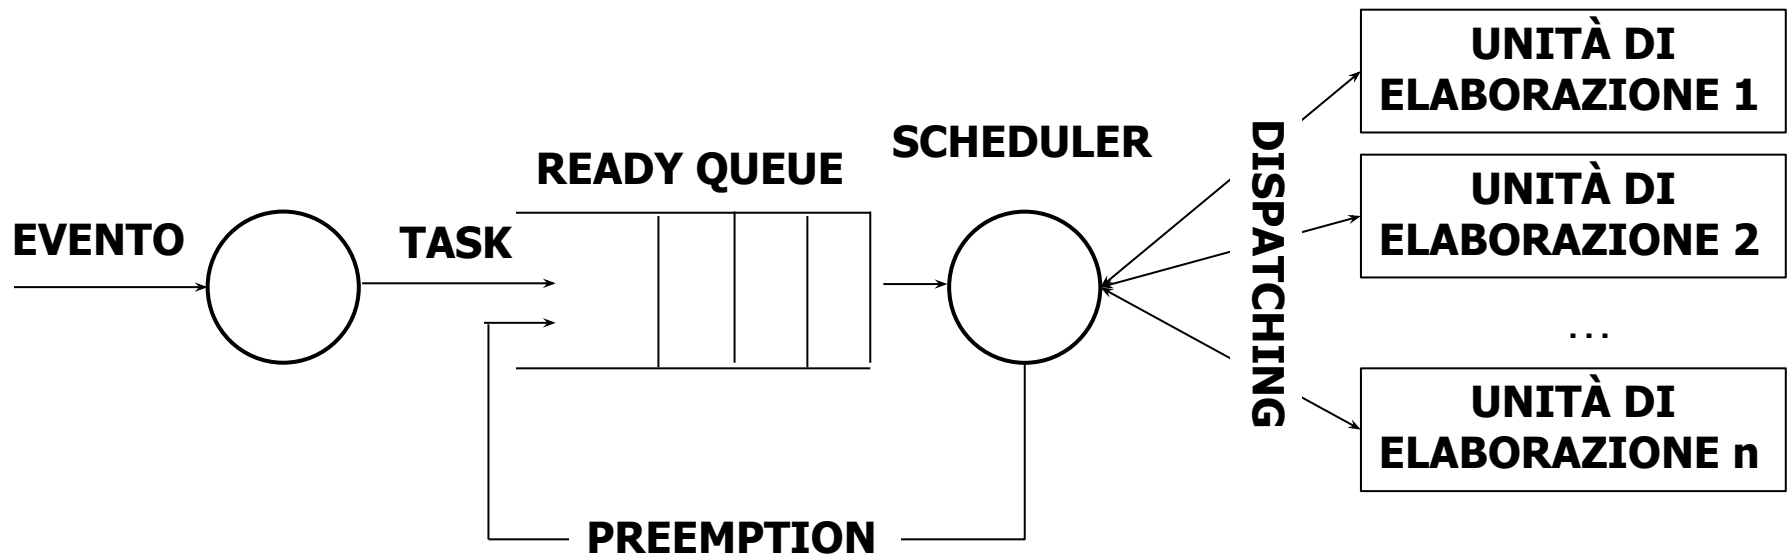 EVENTO
TASK
READY QUEUE
SCHEDULER
DISPATCHING
UNITÀ DI
ELABORAZIONE 1
UNITÀ DI
ELABORAZIONE 2
...
UNITÀ DI
ELABORAZIONE n
PREEMPTION